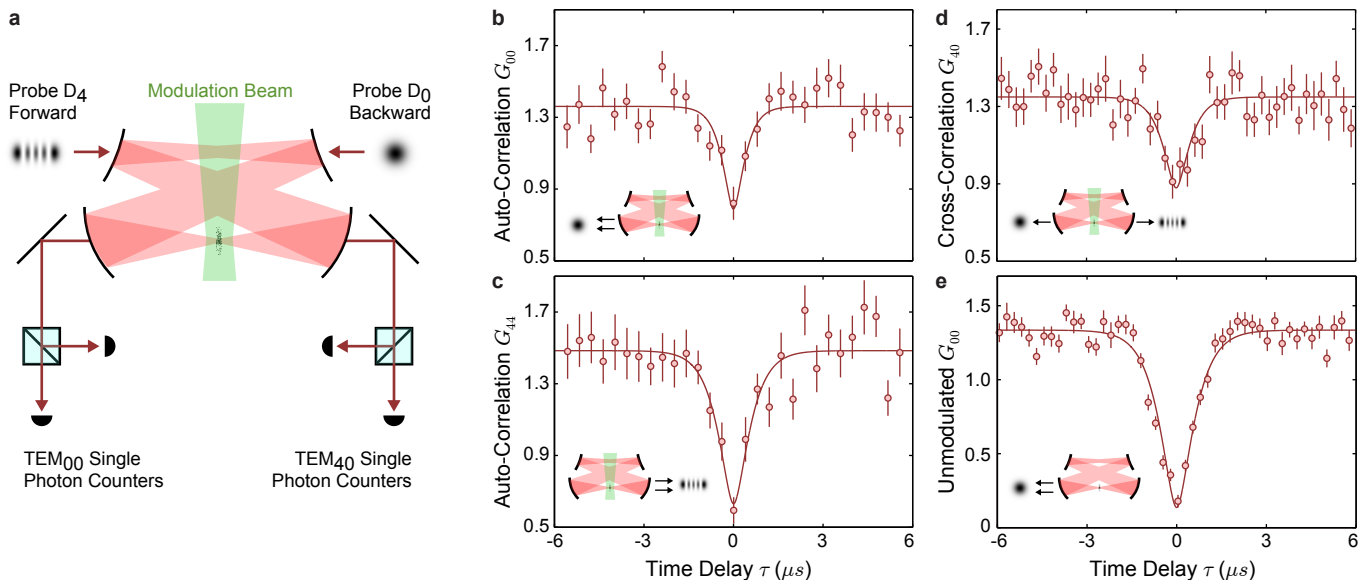 a
Probe D4
Forward
Modulation Beam
Probe D0
Backward
TEM00 Single
Photon Counters
TEM40 Single
Photon Counters
b
Auto-Correlation G00
1.7
1.3
0.9
0.5
c
Auto-Correlation G44
1.7
1.3
0.9
0.5
-6
-3
0
3
6
Time Delay τ (μs)
d
Cross-Correlation G40
1.7
1.3
0.9
0.5
e
Unmodulated G00
1.5
1.0
0.5
0
-6
-3
0
3
6
Time Delay τ (μs)